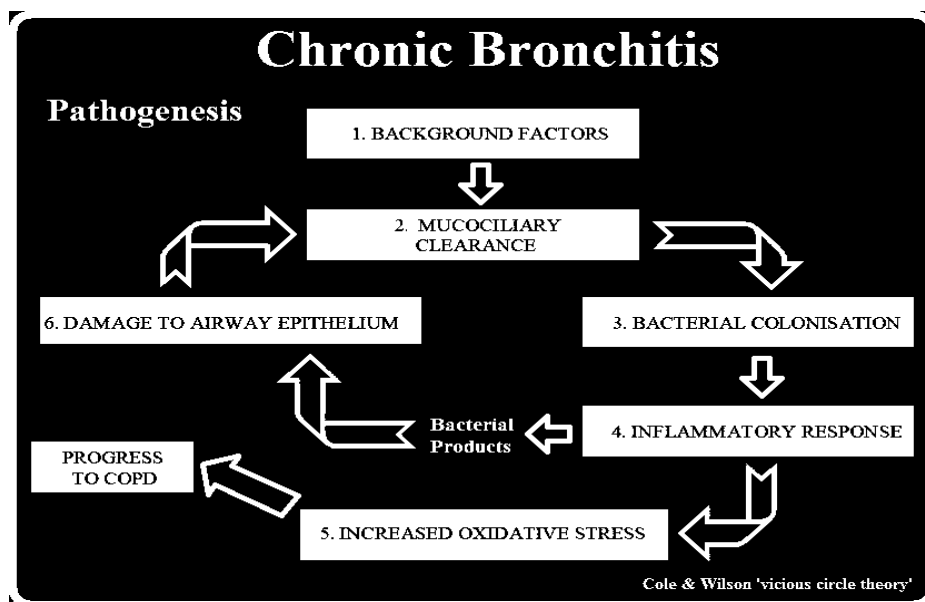 Chronic Bronchitis
Pathogenesis
1. BACKGROUND FACTORS
2. MUCOCILIARY
CLEARANCE
6. DAMAGE TO AIRWAY EPITHELIUM
3. BACTERIAL COLONISATION
Bacterial
Products
4. INFLAMMATORY RESPONSE
PROGRESS
TO COPD
5. INCREASED OXIDATIVE STRESS
Cole & Wilson 'vicious circle theory'